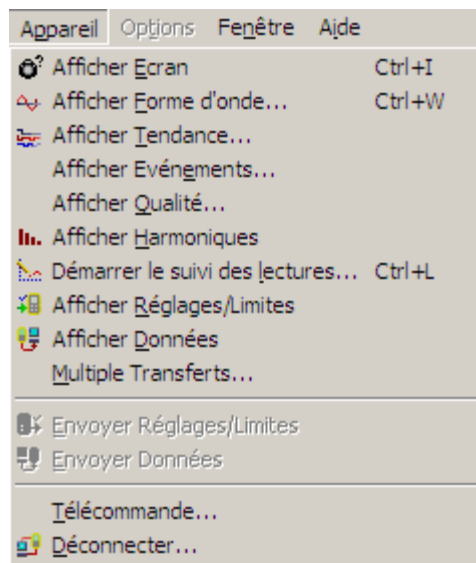 Appareil Options Fenêtre Aide
Afficher Ecran Ctrl+I
Afficher Forme d'onde... Ctrl+W
Afficher Tendance...
Afficher Evénements...
Afficher Qualité...
Afficher Harmoniques
Démarrer le suivi des lectures... Ctrl+L
Afficher Réglages/Limites
Afficher Données
Multiple Transferts...
Envoyer Réglages/Limites
Envoyer Données
Télécommande...
Déconnecter...